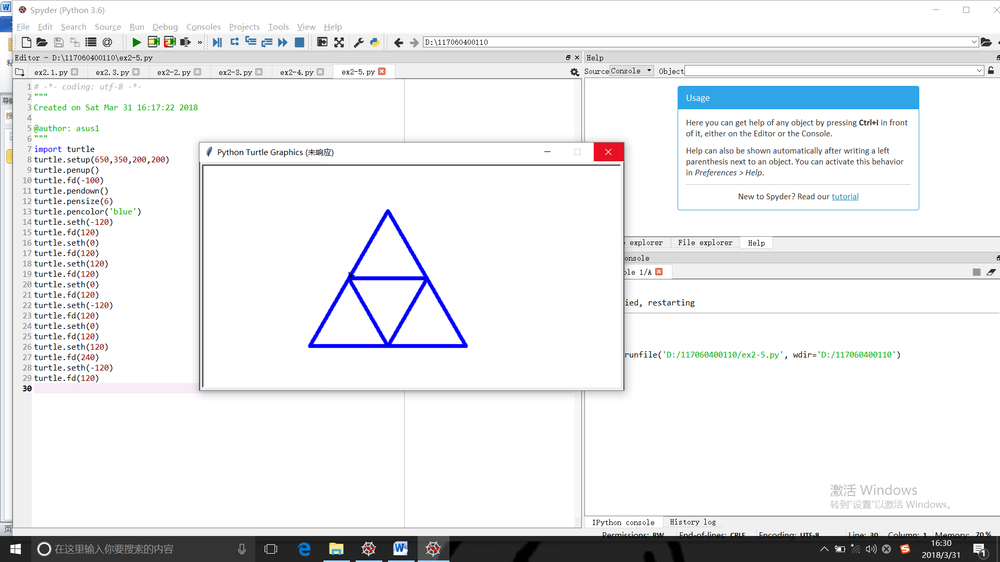 Spyder (Python 3.6)
File Edit Search Source Run Debug Consoles Projects Tools View Help
D:\117060400110
Editor - D:\117060400110\ex2-5.py
ex2.1.py ex2.3.py ex2-2.py ex2-3.py ex2-4.py ex2-5.py
1 # -*- coding: utf-8 -*-
2 """
3 Created on Sat Mar 31 16:17:22 2018
4
5 @author: asus1
6 """
7 import turtle
8 turtle.setup(650,350,200,200)
9 turtle.penup()
10 turtle.fd(-100)
11 turtle.pendown()
12 turtle.pensize(6)
13 turtle.pencolor('blue')
14 turtle.seth(-120)
15 turtle.fd(120)
16 turtle.seth(0)
17 turtle.fd(120)
18 turtle.seth(120)
19 turtle.fd(120)
20 turtle.seth(0)
21 turtle.fd(120)
22 turtle.seth(-120)
23 turtle.fd(120)
24 turtle.seth(0)
25 turtle.fd(120)
26 turtle.seth(120)
27 turtle.fd(240)
28 turtle.seth(-120)
29 turtle.fd(120)
30
Python Turtle Graphics (未响应)
Help
Source Console Object
Usage
Here you can get help of any object by pressing Ctrl+I in front
of it, either on the Editor or the Console.
Help can also be shown automatically after writing a left
parenthesis next to an object. You can activate this behavior
in Preferences > Help.
New to Spyder? Read our tutorial
explorer File explorer Help
onsole
ole 1/A
ied, restarting
runfile('D:/117060400110/ex2-5.py', wdir='D:/117060400110')
激活 Windows
转到“设置”以激活 Windows。
IPython console History log
Permissions: RW End-of-lines: CRLF Encoding: UTF-8 Line: 30 Column: 1 Memory: 70 %
在这里输入你要搜索的内容
16:30
2018/3/31
1